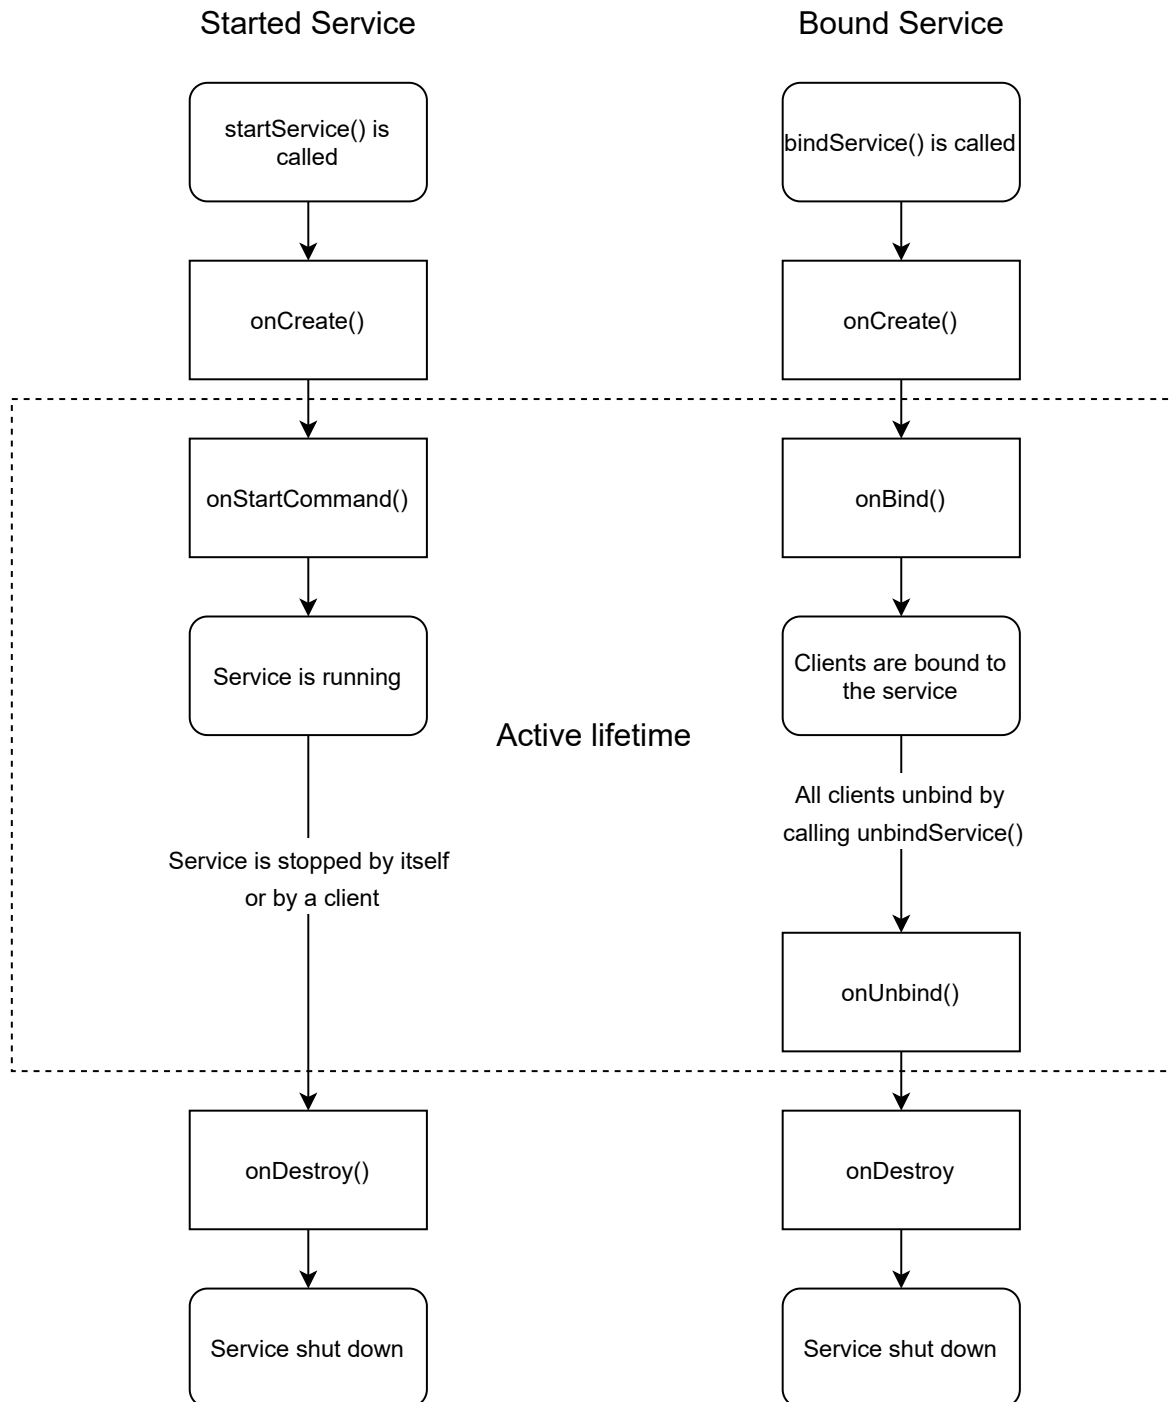 Started Service
Bound Service
startService() is
called
bindService() is called
onCreate()
onCreate()
onStartCommand()
onBind()
Service is running
Clients are bound to
the service
Active lifetime
All clients unbind by
calling unbindService()
Service is stopped by itself
or by a client
onUnbind()
onDestroy()
onDestroy
Service shut down
Service shut down